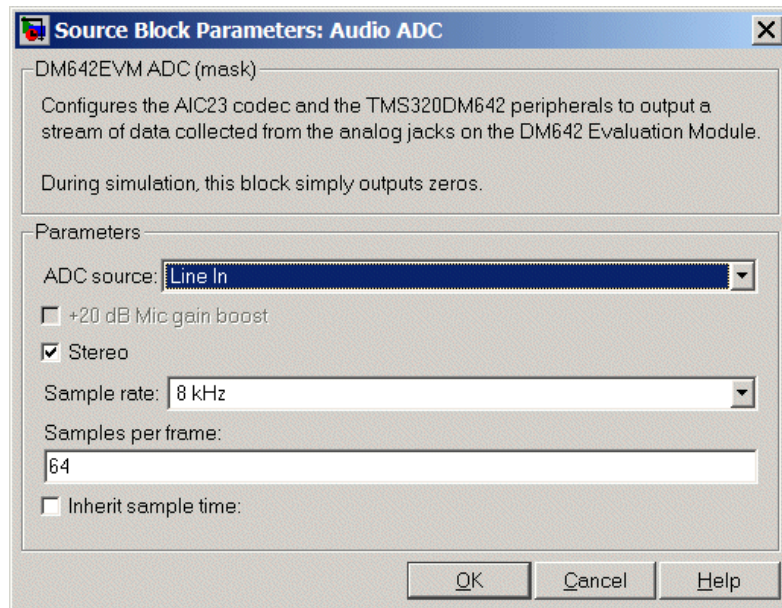 Source Block Parameters: Audio ADC
DM642EVM ADC (mask)
Configures the AIC23 codec and the TMS320DM642 peripherals to output a
stream of data collected from the analog jacks on the DM642 Evaluation Module.
During simulation, this block simply outputs zeros.
Parameters
ADC source: Line In
+20 dB Mic gain boost
Stereo
Sample rate: 8 kHz
Samples per frame:
64
Inherit sample time:
OK Cancel Help